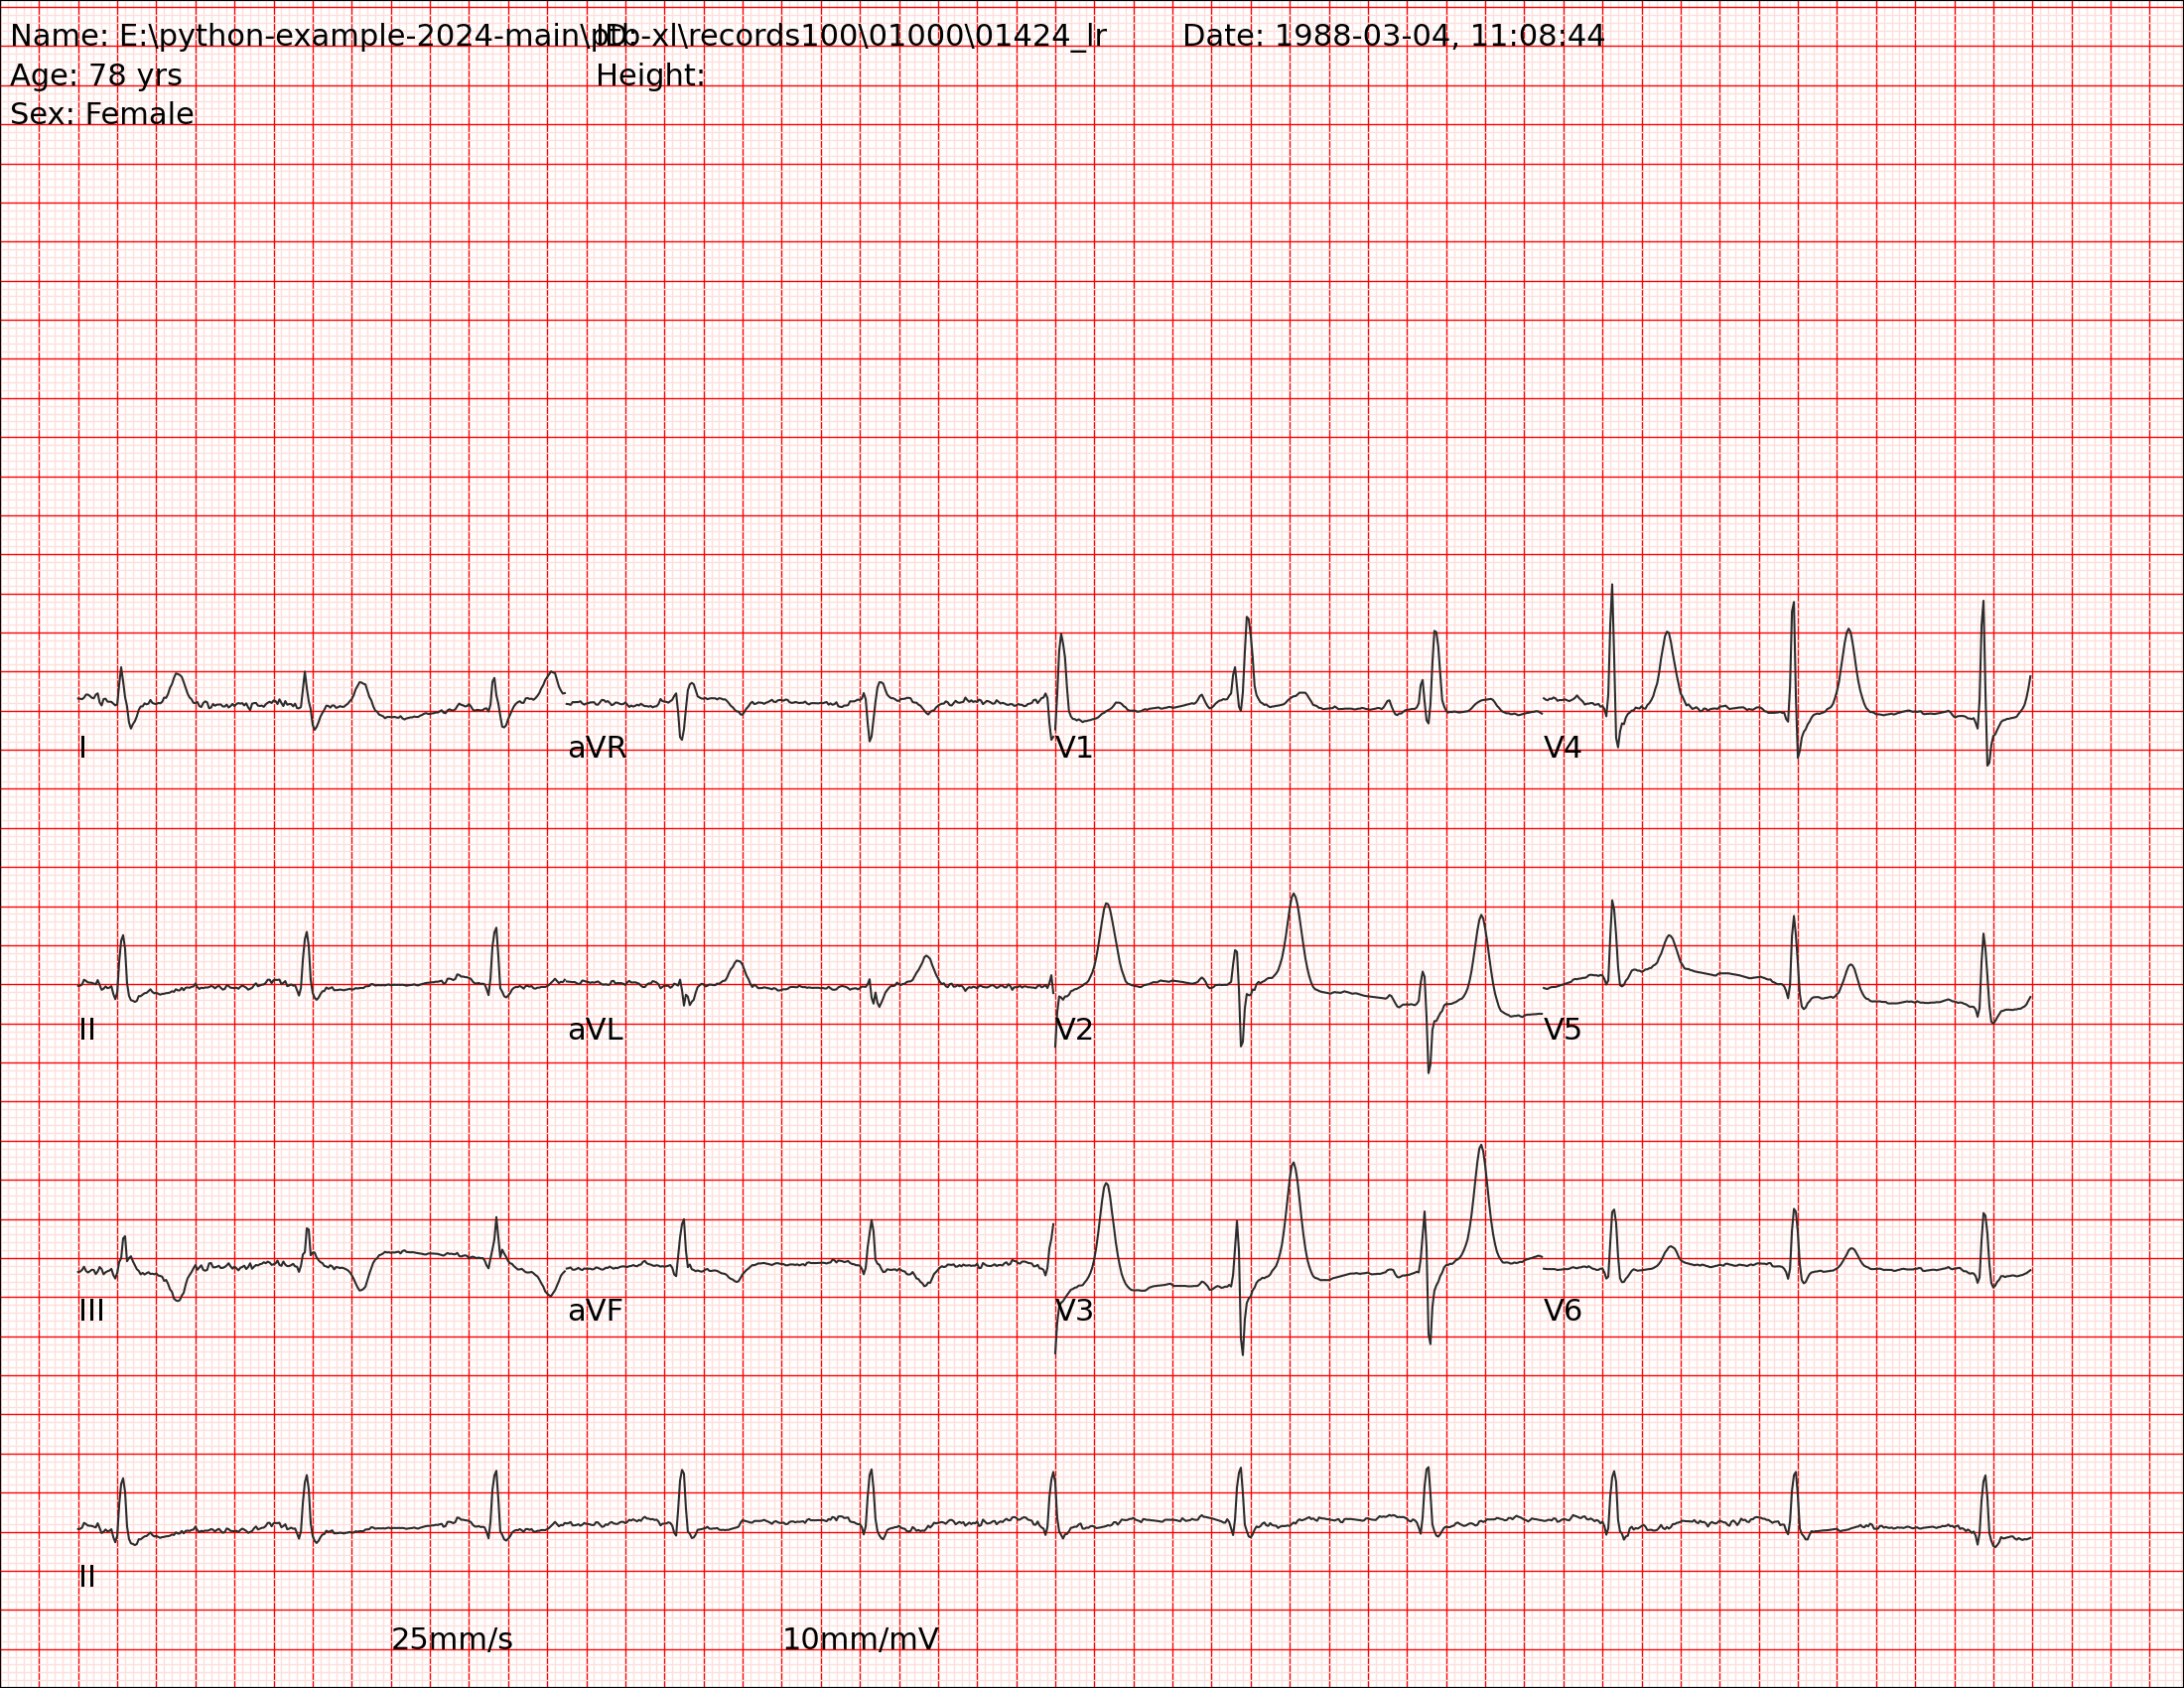 Name: E:\python-example-2024-main\ptb-xl\records100\01000\01424_lr ID: Date: 1988-03-04, 11:08:44
Age: 78 yrs Height:
Sex: Female
I aVR V1 V4
II aVL V2 V5
III aVF V3 V6
II
25mm/s 10mm/mV